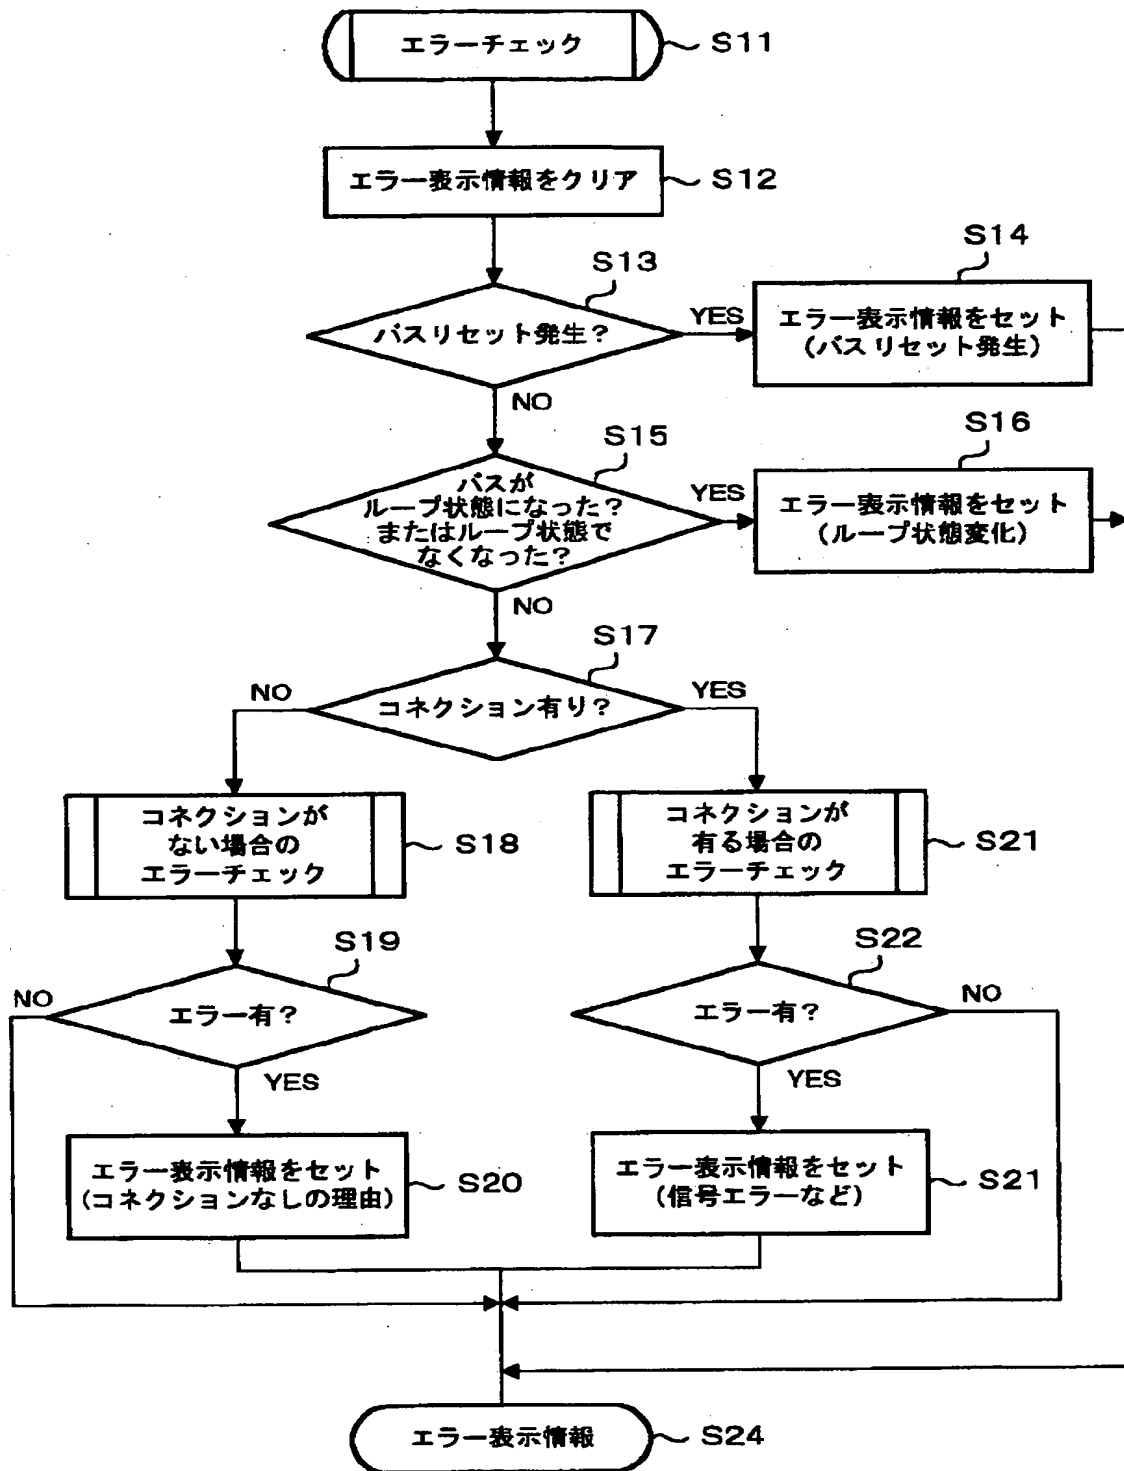 エラーチェック
S11
エラー表示情報をクリア
S12
S13
バスリセット発生?
YES
NO
S14
エラー表示情報をセット
(バスリセット発生)
S15
バスが
ループ状態になった?
またはループ状態で
なくなった?
YES
NO
S16
エラー表示情報をセット
(ループ状態変化)
S17
コネクション有り?
NO
YES
コネクションが
ない場合の
エラーチェック
S18
コネクションが
有る場合の
エラーチェック
S21
S19
エラー有?
NO
YES
S22
エラー有?
NO
YES
エラー表示情報をセット
(コネクションなしの理由)
S20
エラー表示情報をセット
(信号エラーなど)
S21
エラー表示情報
S24